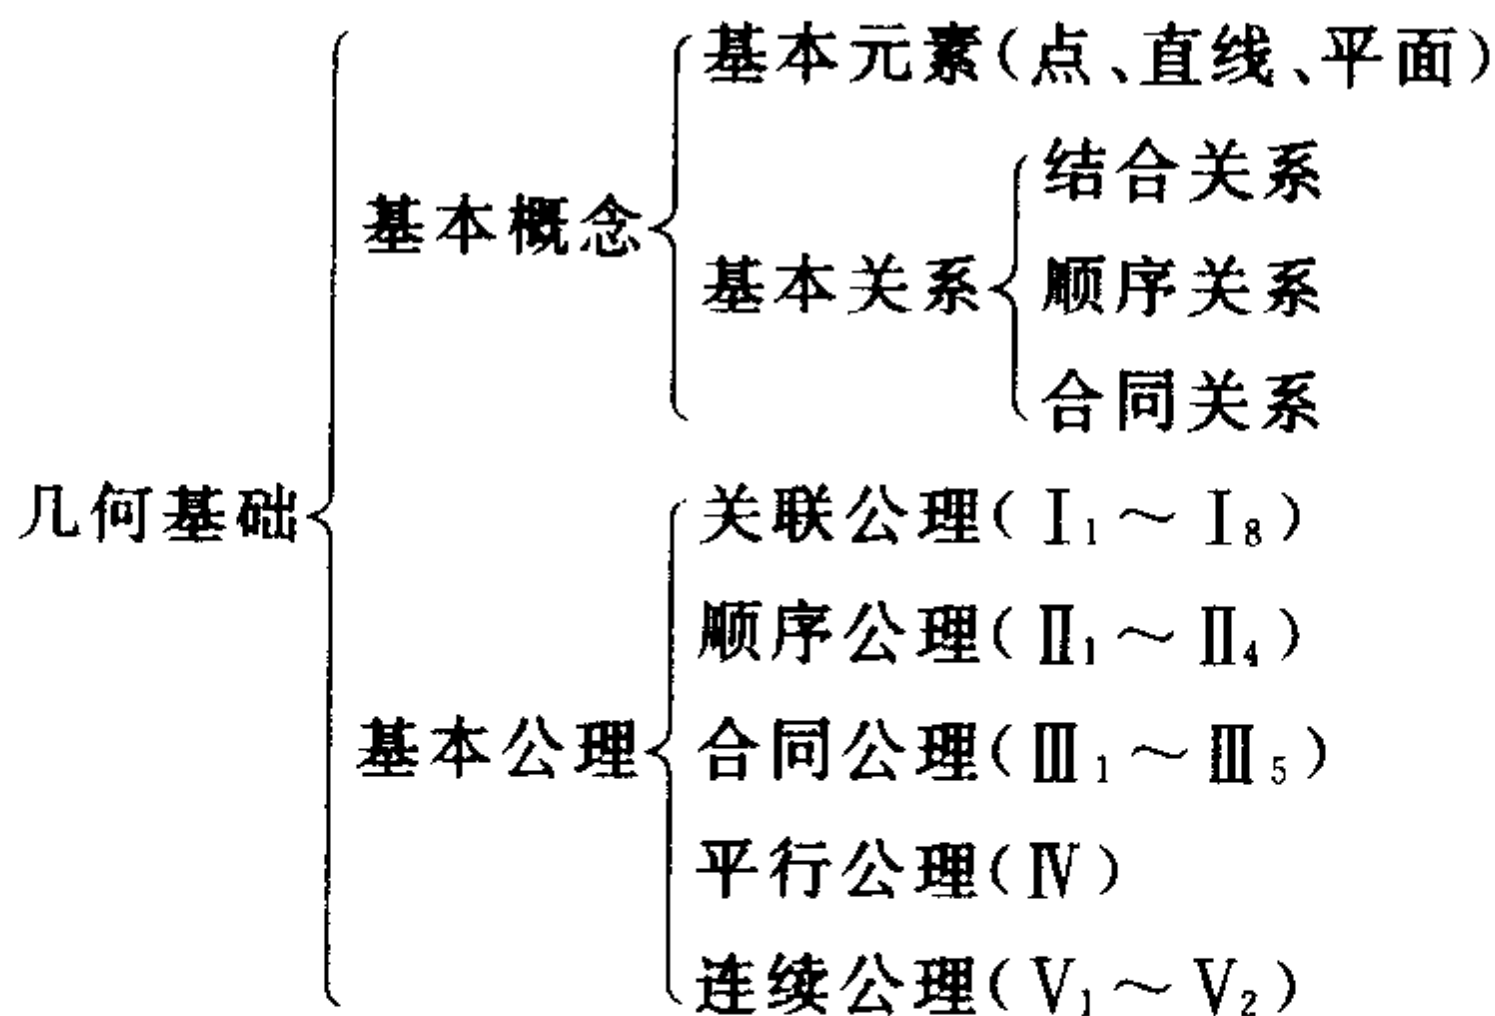 基本元素(点、直线、平面)
结合关系
基本概念
基本关系
顺序关系
合同关系
几何基础
关联公理(Ⅰ₁～Ⅰ₈)
顺序公理(Ⅱ₁～Ⅱ₄)
基本公理
合同公理(Ⅲ₁～Ⅲ₅)
平行公理(Ⅳ)
连续公理(Ⅴ₁～Ⅴ₂)